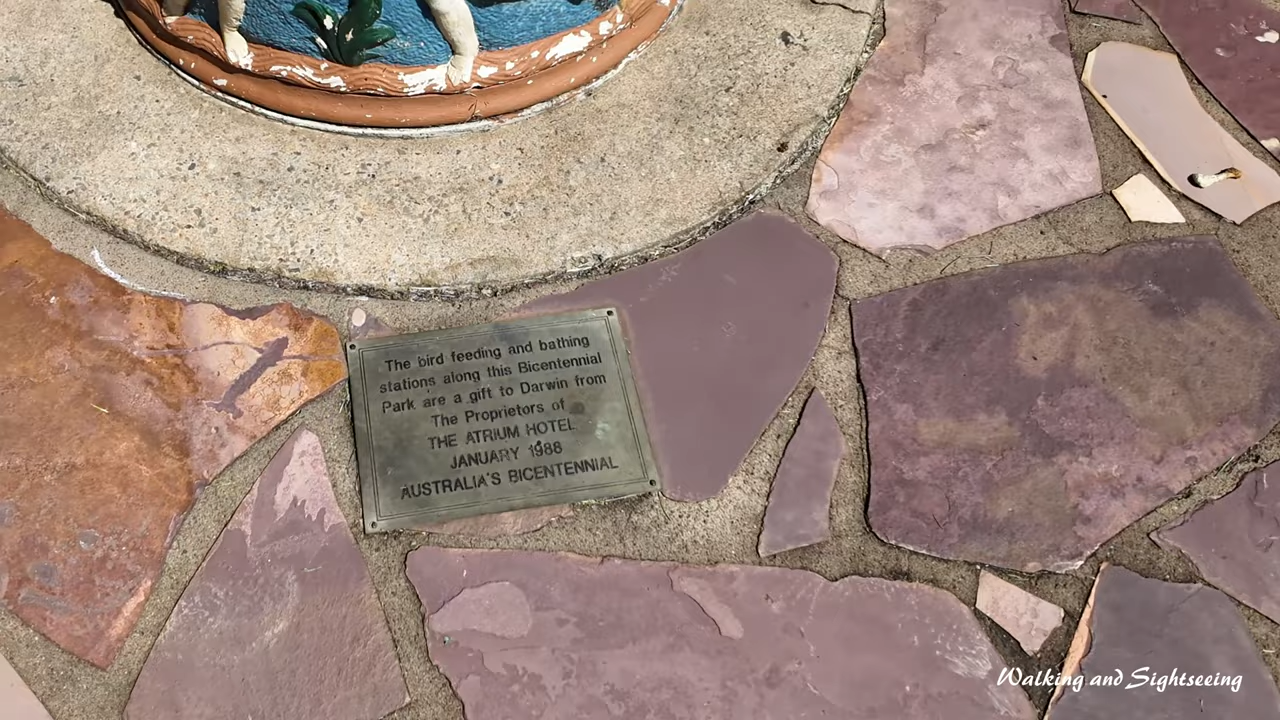 The bird feeding and bathing
stations along this Bicentennial
Park are a gift to Darwin from
The Proprietors of
THE ATRIUM HOTEL
JANUARY 1988
AUSTRALIA'S BICENTENNIAL
Walking and Sightseeing